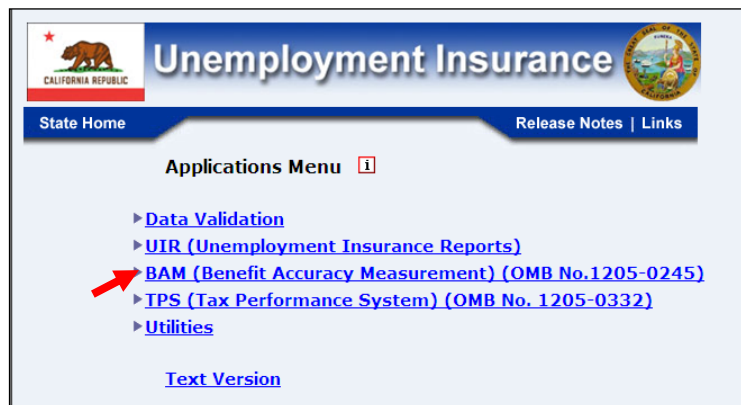 CALIFORNIA REPUBLIC
Unemployment Insurance
State Home
Release Notes | Links
Applications Menu i
Data Validation
UIR (Unemployment Insurance Reports)
BAM (Benefit Accuracy Measurement) (OMB No.1205-0245)
TPS (Tax Performance System) (OMB No. 1205-0332)
Utilities
Text Version